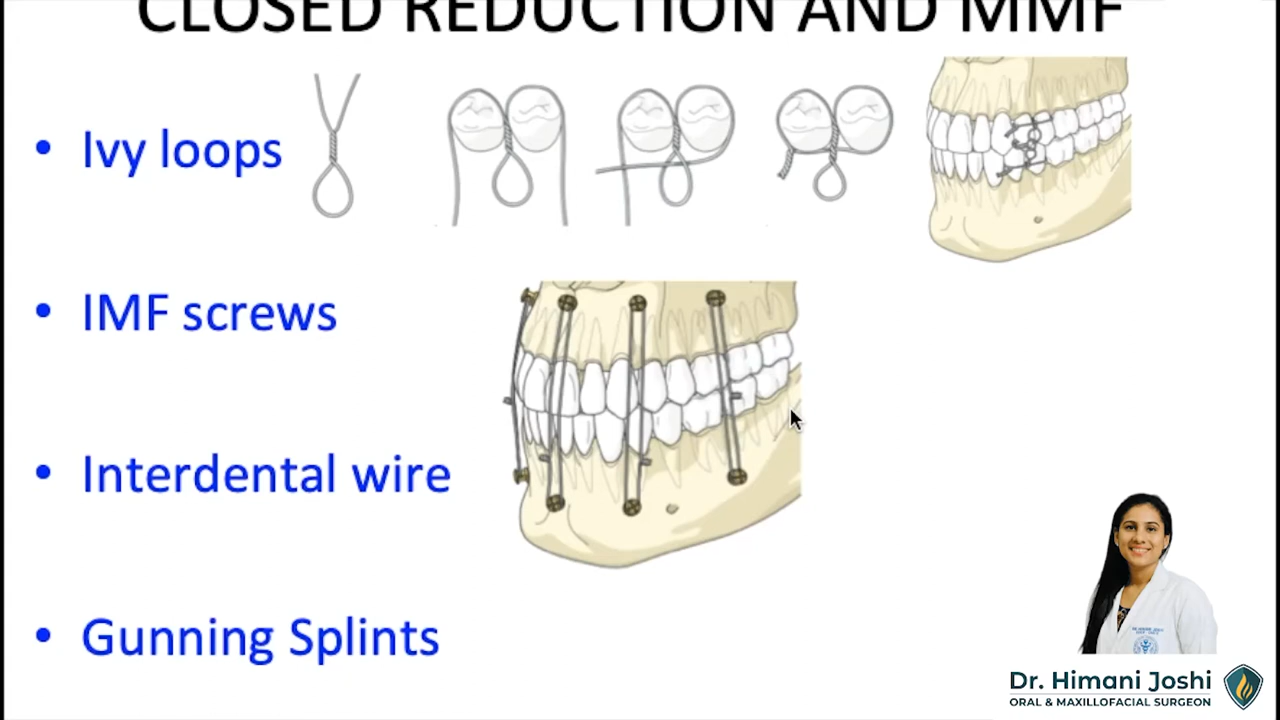 CLOSED REDUCTION AND MMF
• Ivy loops
• IMF screws
• Interdental wire
• Gunning Splints
Dr. Himani Joshi
ORAL & MAXILLOFACIAL SURGEON